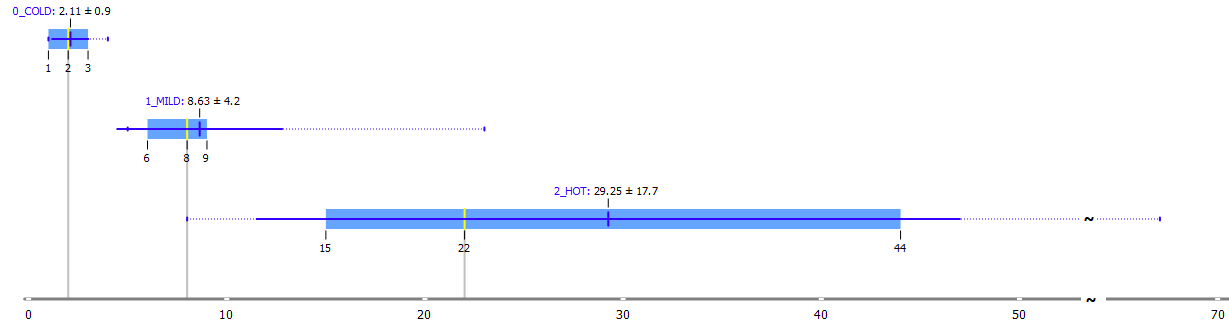 0_COLD: 2.11 ± 0.9
1 2 3
1_MILD: 8.63 ± 4.2
6 8 9
2_HOT: 29.25 ± 17.7
~
15 22 44
~
0 10 20 30 40 50 70